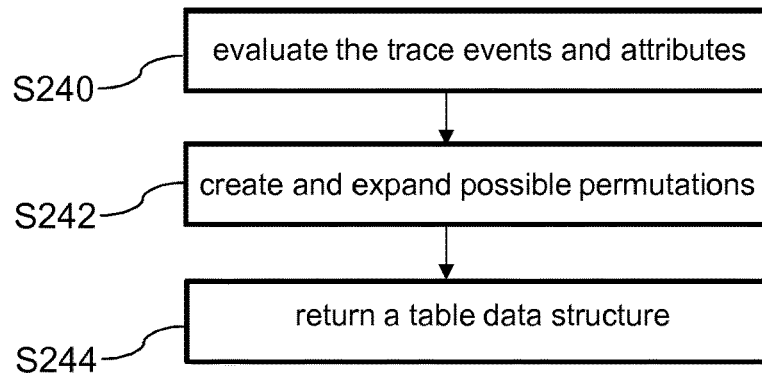 evaluate the trace events and attributes
S240
create and expand possible permutations
S242
return a table data structure
S244